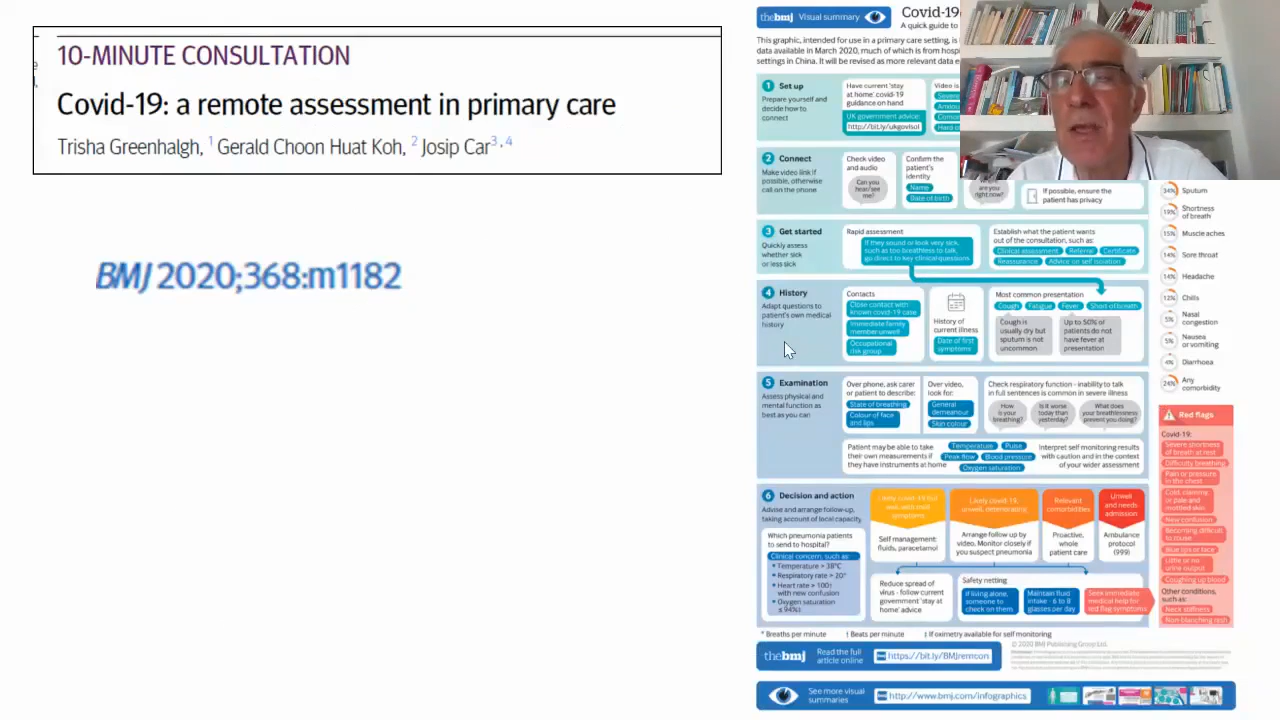 10-MINUTE CONSULTATION
Covid-19: a remote assessment in primary care
Trisha Greenhalgh, 1 Gerald Choon Huat Koh, 2 Josip Car3,4
BMJ 2020;368:m1182
thebmj Visual summary
Covid-19
A quick guide to
This graphic, intended for use in a primary care setting, is
data available in March 2020, much of which is from
settings in China. It will be revised as more relevant data
1 Set up
Prepare yourself and
decide how to
connect
Have current 'stay
at home' covid-19
guidance on hand
UK government advice:
http://bit.ly/ukgovisol
Video is
2 Connect
Make video link if
possible, otherwise
call on the phone
Check video
and audio
Can you
hear/see
me?
Confirm the
patient's
identity
Name
Date of birth
Where
are you
right now?
If possible, ensure the
patient has privacy
3 Get started
Quickly assess
whether sick
or less sick
Rapid assessment
If they sound or look very sick,
such as too breathless to talk,
go direct to key clinical questions
Establish what the patient wants
out of the consultation, such as:
Clinical assessment
Referral
Certificate
Reassurance
Advice on self isolation
4 History
Adapt questions to
patient's own medical
history
Contacts
Close contact with
known covid-19 case
Immediate family
member unwell
Occupational
risk group
History of
current illness
Date of first
symptoms
Most common presentation
Cough
Fatigue
Fever
Short of breath
Cough is
usually dry but
sputum is not
uncommon
Up to 50% of
patients do not
have fever at
presentation
5 Examination
Assess physical and
mental function as
best as you can
Over phone, ask carer
or patient to describe:
State of breathing
Colour of face
and lips
Over video,
look for:
General
demeanour
Skin colour
Check respiratory function - inability to talk
in full sentences is common in severe illness
How
is your
breathing?
Is it worse
today than
yesterday?
What does
your breathlessness
prevent you doing?
Patient may be able to take
their own measurements if
they have instruments at home
Temperature
Pulse
Peak flow
Blood pressure
Oxygen saturation
Interpret self monitoring results
with caution and in the context
of your wider assessment
6 Decision and action
Advise and arrange follow-up,
taking account of local capacity
Which pneumonia patients
to send to hospital?
Clinical concern, such as:
• Temperature > 38°C
• Respiratory rate > 20*
• Heart rate > 100†
with new confusion
• Oxygen saturation
≤ 94%‡
Likely covid-19 but
well, with mild
symptoms
Self management:
fluids, paracetamol
Likely covid-19,
unwell, deteriorating
Arrange follow up by
video. Monitor closely if
you suspect pneumonia
Relevant
comorbidities
Proactive,
whole
patient care
Unwell
and needs
admission
Ambulance
protocol
(999)
Reduce spread of
virus - follow current
government 'stay at
home' advice
Safety netting
If living alone,
someone to
check on them
Maintain fluid
intake - 6 to 8
glasses per day
Seek immediate
medical help for
red flag symptoms
34% Sputum
19% Shortness
of breath
15% Muscle aches
14% Sore throat
14% Headache
12% Chills
5% Nasal
congestion
5% Nausea
or vomiting
4% Diarrhoea
24% Any
comorbidity
Red flags
Covid-19:
Severe shortness
of breath at rest
Difficulty breathing
Pain or pressure
in the chest
Cold, clammy,
or pale and
mottled skin
New confusion
Becoming difficult
to rouse
Blue lips or face
Little or no
urine output
Coughing up blood
Other conditions,
such as:
Neck stiffness
Non-blanching rash
* Breaths per minute
† Beats per minute
‡ If oximetry available for self monitoring
thebmj
Read the full
article online
https://bit.ly/BMJremcon
© 2020 BMJ Publishing Group Ltd.
See more visual
summaries
http://www.bmj.com/infographics